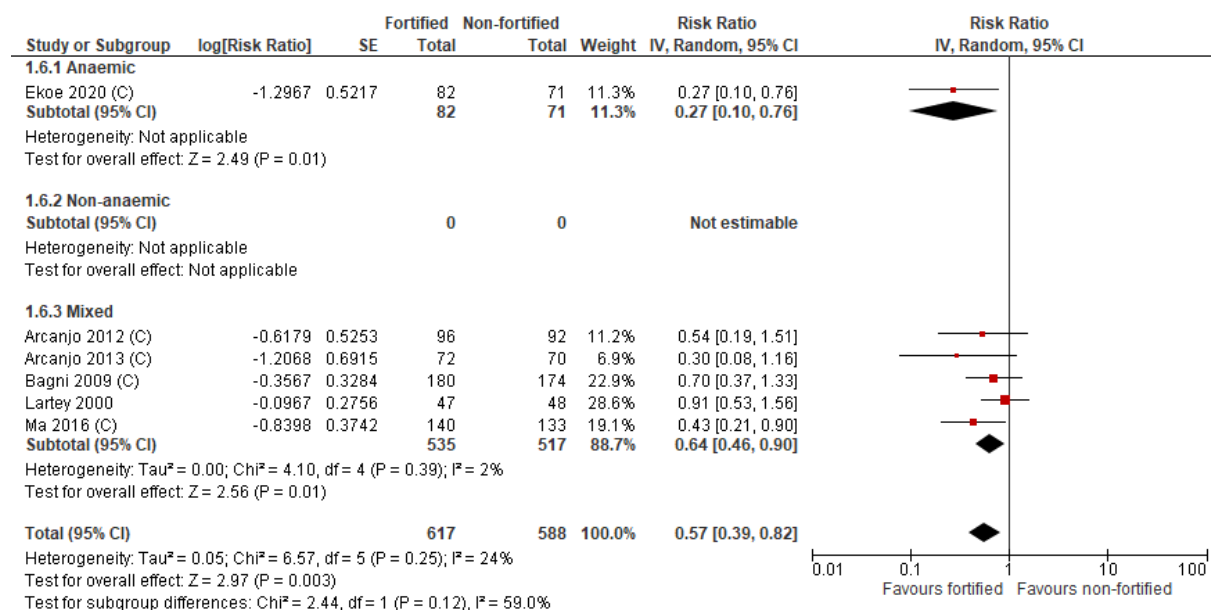 Fortified Non-fortified Risk Ratio Risk Ratio
Study or Subgroup log[Risk Ratio] SE Total Total Weight IV, Random, 95% CI IV, Random, 95% CI
1.6.1 Anaemic
Ekoe 2020 (C) -1.2967 0.5217 82 71 11.3% 0.27 [0.10, 0.76]
Subtotal (95% CI) 82 71 11.3% 0.27 [0.10, 0.76]
Heterogeneity: Not applicable
Test for overall effect: Z = 2.49 (P = 0.01)
1.6.2 Non-anaemic
Subtotal (95% CI) 0 0 Not estimable
Heterogeneity: Not applicable
Test for overall effect: Not applicable
1.6.3 Mixed
Arcanjo 2012 (C) -0.6179 0.5253 96 92 11.2% 0.54 [0.19, 1.51]
Arcanjo 2013 (C) -1.2068 0.6915 72 70 6.9% 0.30 [0.08, 1.16]
Bagni 2009 (C) -0.3567 0.3284 180 174 22.9% 0.70 [0.37, 1.33]
Lartey 2000 -0.0967 0.2756 47 48 28.6% 0.91 [0.53, 1.56]
Ma 2016 (C) -0.8398 0.3742 140 133 19.1% 0.43 [0.21, 0.90]
Subtotal (95% CI) 535 517 88.7% 0.64 [0.46, 0.90]
Heterogeneity: Tau² = 0.00; Chi² = 4.10, df = 4 (P = 0.39); I² = 2%
Test for overall effect: Z = 2.56 (P = 0.01)
Total (95% CI) 617 588 100.0% 0.57 [0.39, 0.82]
Heterogeneity: Tau² = 0.05; Chi² = 6.57, df = 5 (P = 0.25); I² = 24%
Test for overall effect: Z = 2.97 (P = 0.003)
Test for subgroup differences: Chi² = 2.44, df = 1 (P = 0.12), I² = 59.0%
0.01 0.1 1 10 100
Favours fortified Favours non-fortified